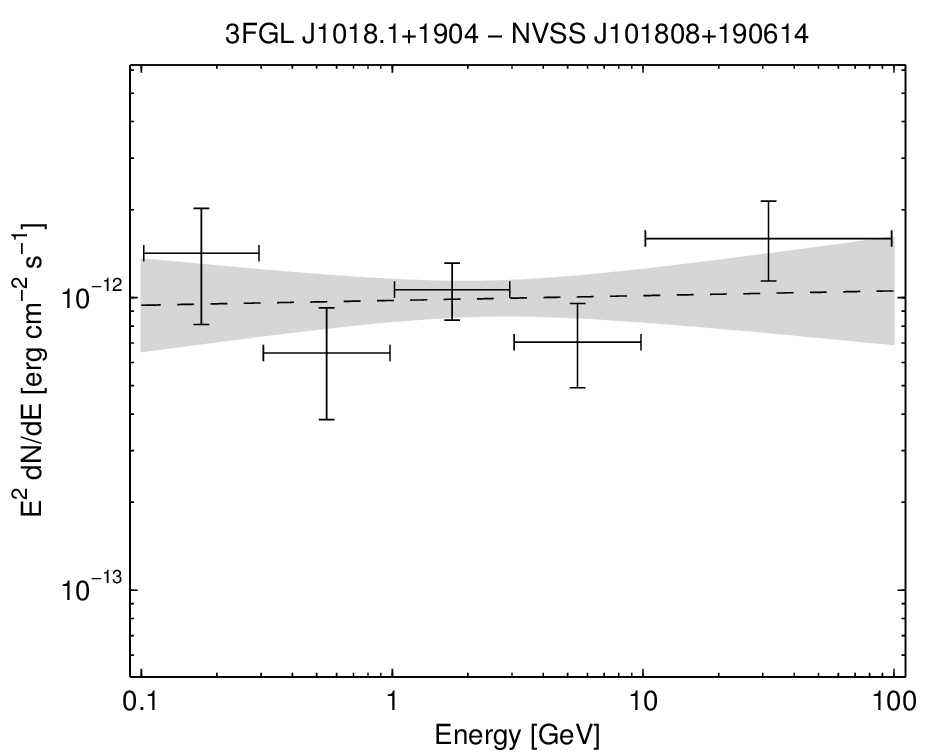 3FGL J1018.1+1904 − NVSS J101808+190614
E² dN/dE [erg cm⁻² s⁻¹]
10⁻¹²
10⁻¹³
0.1 1 10 100
Energy [GeV]